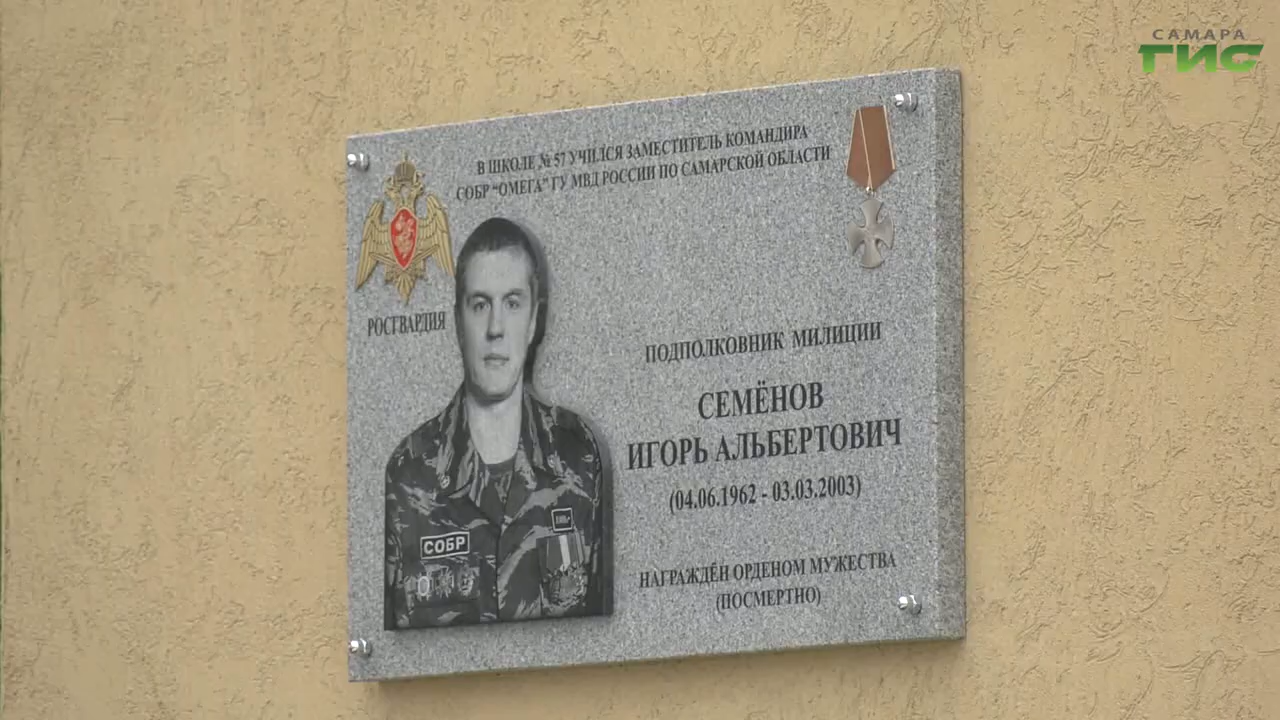 САМАРА
ГИС
В ШКОЛЕ № 57 УЧИЛСЯ ЗАМЕСТИТЕЛЬ КОМАНДИРА
СОБР "ОМЕГА" ГУ МВД РОССИИ ПО САМАРСКОЙ ОБЛАСТИ
РОСГВАРДИЯ
ПОДПОЛКОВНИК МИЛИЦИИ
СЕМЁНОВ
ИГОРЬ АЛЬБЕРТОВИЧ
(04.06.1962 - 03.03.2003)
СОБР
НАГРАЖДЁН ОРДЕНОМ МУЖЕСТВА
(ПОСМЕРТНО)